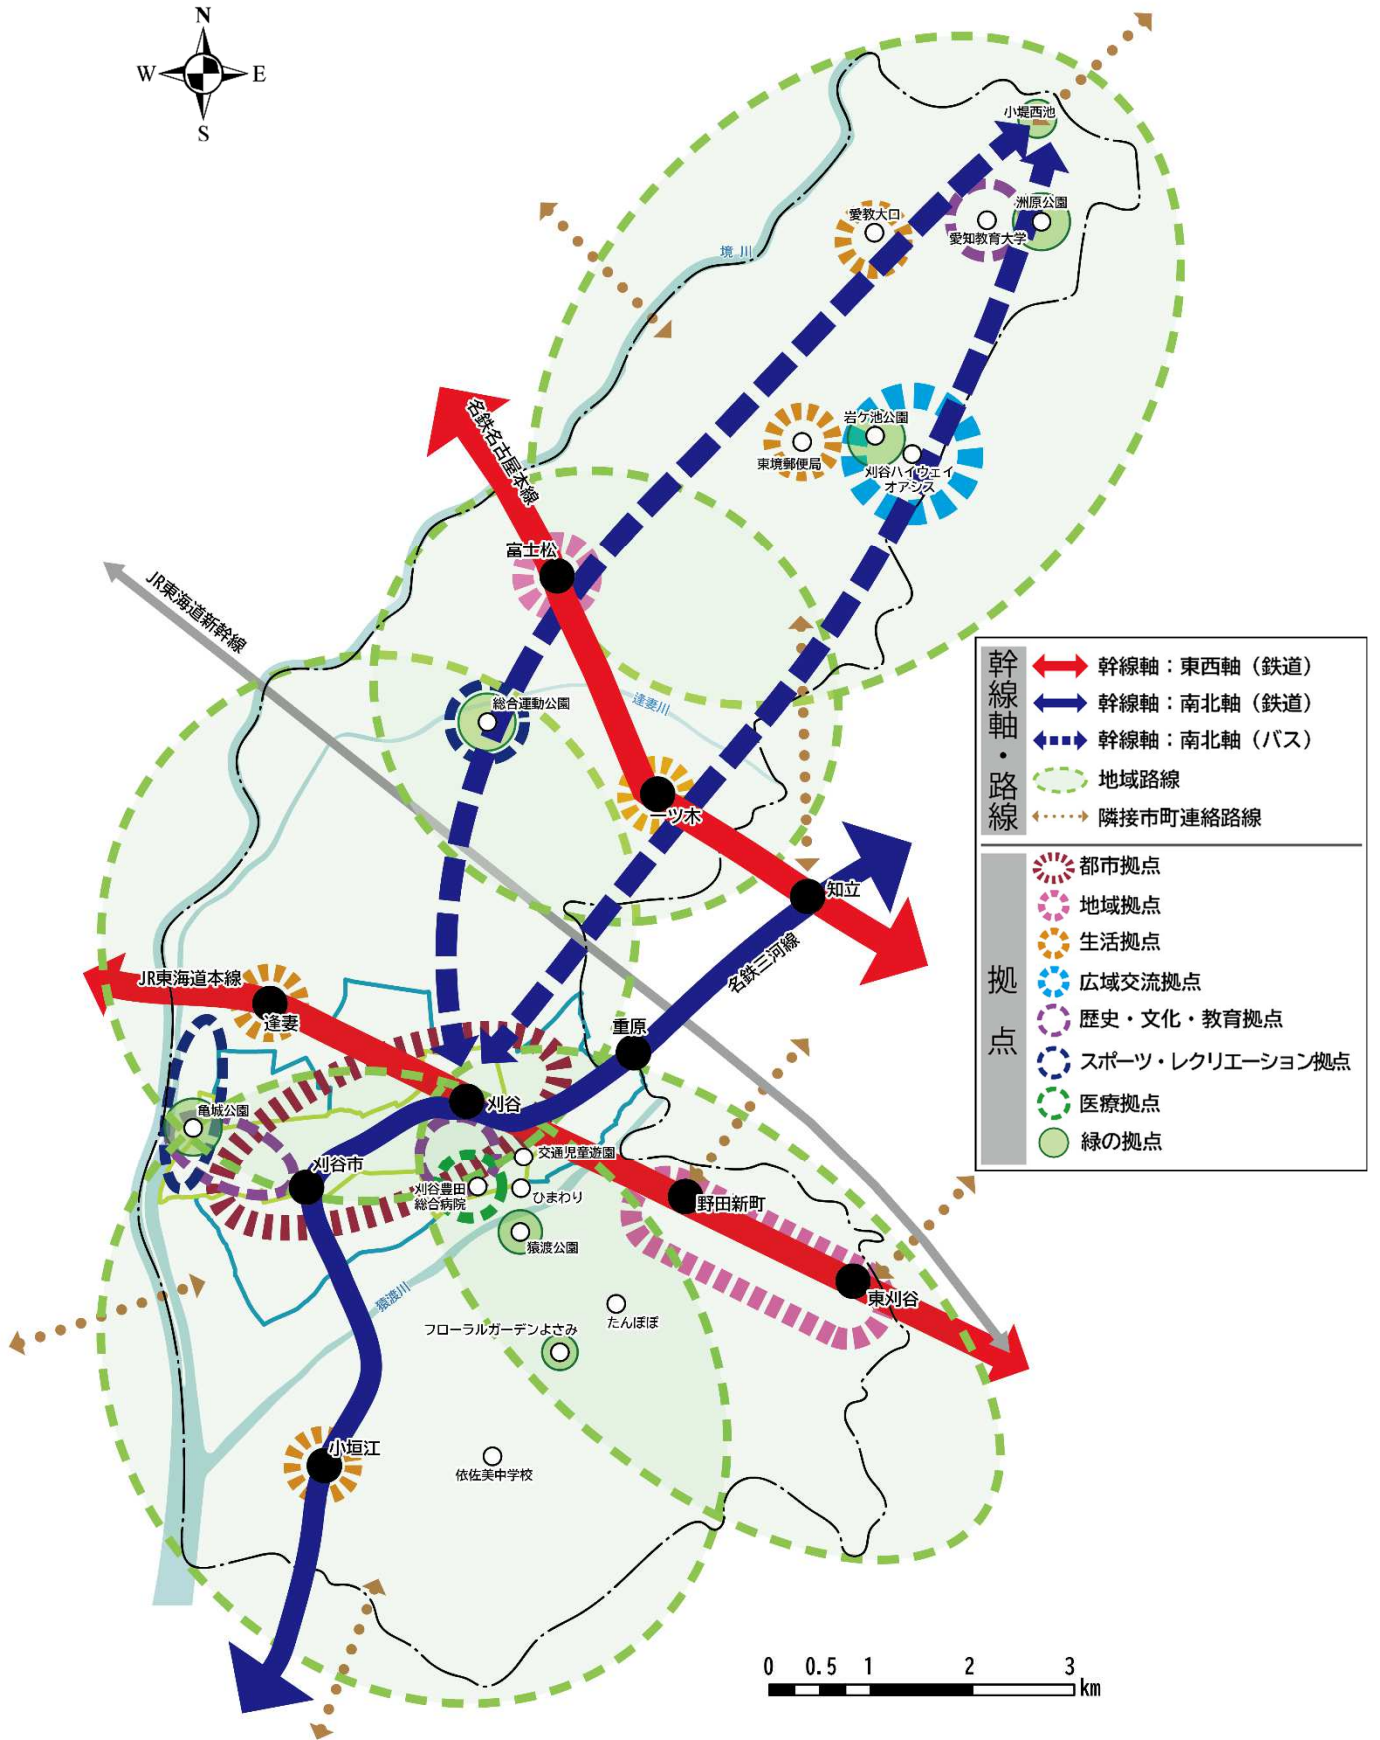 N
W
E
S
小堤西池
愛教大口
愛知教育大学
洲原公園
境川
岩ケ池公園
東境郵便局
刈谷ハイウェイ
オアシス
名鉄名古屋本線
富士松
JR東海道新幹線
総合運動公園
逢妻川
一ツ木
知立
名鉄三河線
JR東海道本線
逢妻
重原
刈谷
亀城公園
刈谷市
交通児童遊園
刈谷豊田
総合病院
ひまわり
野田新町
猿渡公園
猿渡川
東刈谷
たんぽぽ
フローラルガーデンよさみ
小垣江
依佐美中学校
幹線軸・路線
幹線軸：東西軸（鉄道）
幹線軸：南北軸（鉄道）
幹線軸：南北軸（バス）
地域路線
隣接市町連絡路線
拠点
都市拠点
地域拠点
生活拠点
広域交流拠点
歴史・文化・教育拠点
スポーツ・レクリエーション拠点
医療拠点
緑の拠点
0 0.5 1 2 3
km